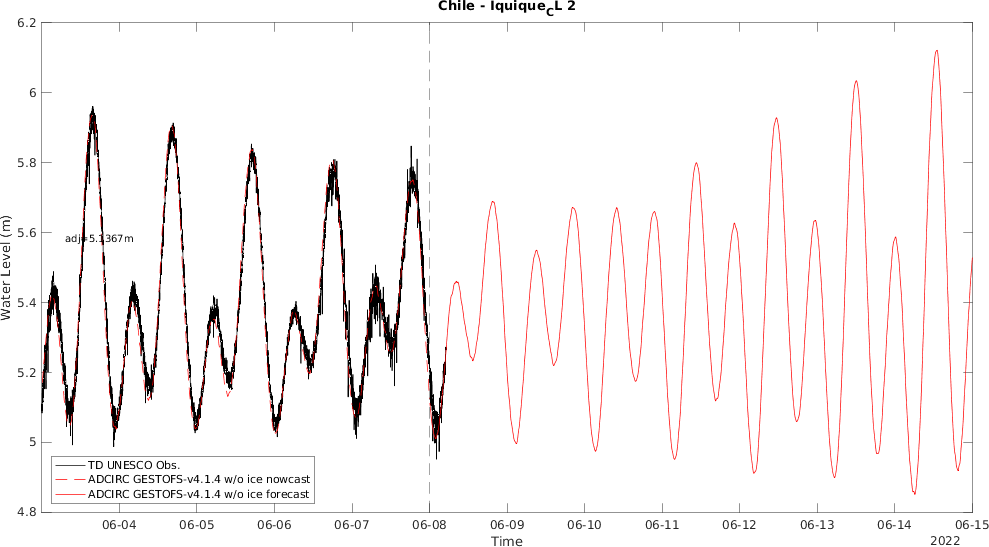 Chile - Iquique_CL 2
6.2
6
5.8
5.6
5.4
5.2
5
4.8
Water Level (m)
adj=5.1367m
TD UNESCO Obs.
ADCIRC GESTOFS-v4.1.4 w/o ice nowcast
ADCIRC GESTOFS-v4.1.4 w/o ice forecast
06-04 06-05 06-06 06-07 06-08 06-09 06-10 06-11 06-12 06-13 06-14 06-15
Time
2022